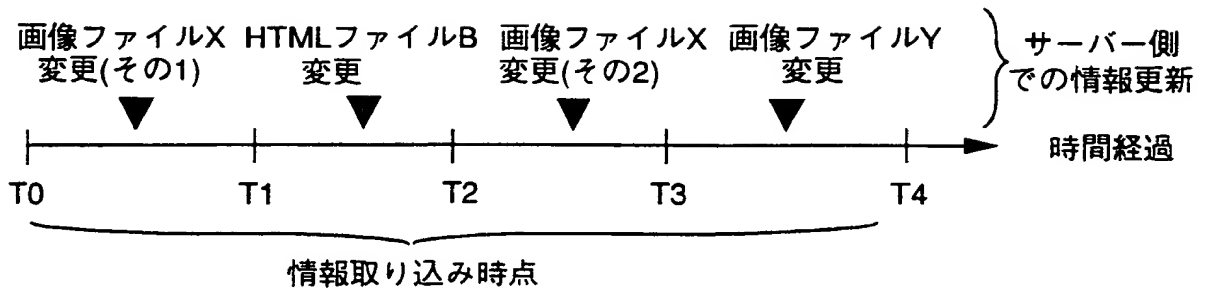 画像ファイルX HTMLファイルB 画像ファイルX 画像ファイルY
変更(その1) 変更 変更(その2) 変更
サーバー側
での情報更新
時間経過
T0 T1 T2 T3 T4
情報取り込み時点